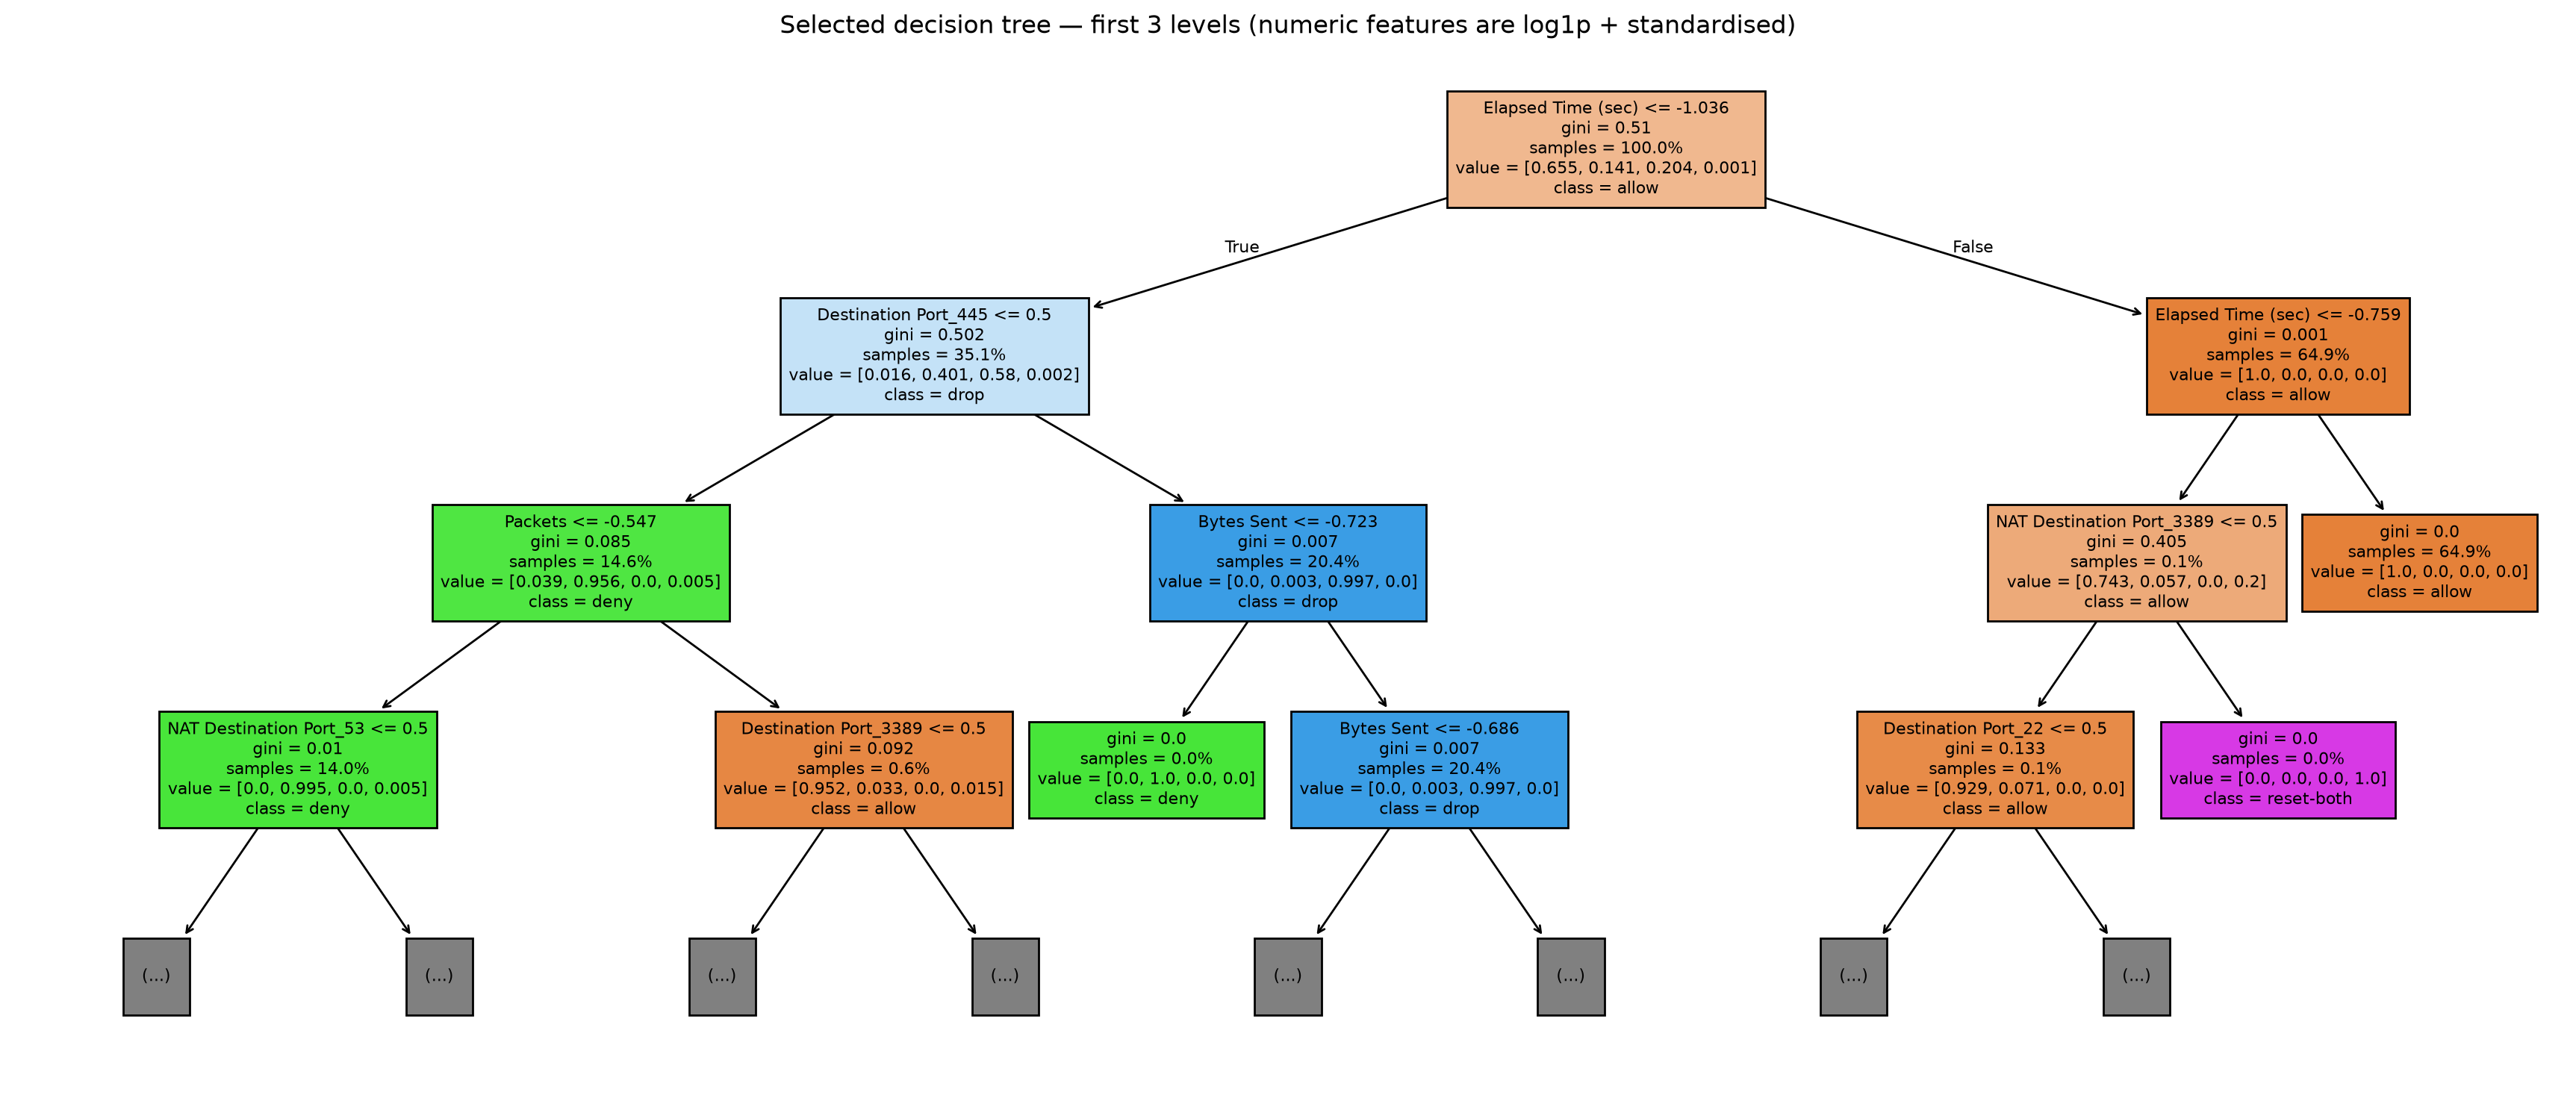 Selected decision tree — first 3 levels (numeric features are log1p + standardised)
Elapsed Time (sec) <= -1.036
gini = 0.51
samples = 100.0%
value = [0.655, 0.141, 0.204, 0.001]
class = allow
True
False
Destination Port_445 <= 0.5
gini = 0.502
samples = 35.1%
value = [0.016, 0.401, 0.58, 0.002]
class = drop
Elapsed Time (sec) <= -0.759
gini = 0.001
samples = 64.9%
value = [1.0, 0.0, 0.0, 0.0]
class = allow
Packets <= -0.547
gini = 0.085
samples = 14.6%
value = [0.039, 0.956, 0.0, 0.005]
class = deny
Bytes Sent <= -0.723
gini = 0.007
samples = 20.4%
value = [0.0, 0.003, 0.997, 0.0]
class = drop
NAT Destination Port_3389 <= 0.5
gini = 0.405
samples = 0.1%
value = [0.743, 0.057, 0.0, 0.2]
class = allow
gini = 0.0
samples = 64.9%
value = [1.0, 0.0, 0.0, 0.0]
class = allow
NAT Destination Port_53 <= 0.5
gini = 0.01
samples = 14.0%
value = [0.0, 0.995, 0.0, 0.005]
class = deny
Destination Port_3389 <= 0.5
gini = 0.092
samples = 0.6%
value = [0.952, 0.033, 0.0, 0.015]
class = allow
gini = 0.0
samples = 0.0%
value = [0.0, 1.0, 0.0, 0.0]
class = deny
Bytes Sent <= -0.686
gini = 0.007
samples = 20.4%
value = [0.0, 0.003, 0.997, 0.0]
class = drop
Destination Port_22 <= 0.5
gini = 0.133
samples = 0.1%
value = [0.929, 0.071, 0.0, 0.0]
class = allow
gini = 0.0
samples = 0.0%
value = [0.0, 0.0, 0.0, 1.0]
class = reset-both
(...)
(...)
(...)
(...)
(...)
(...)
(...)
(...)